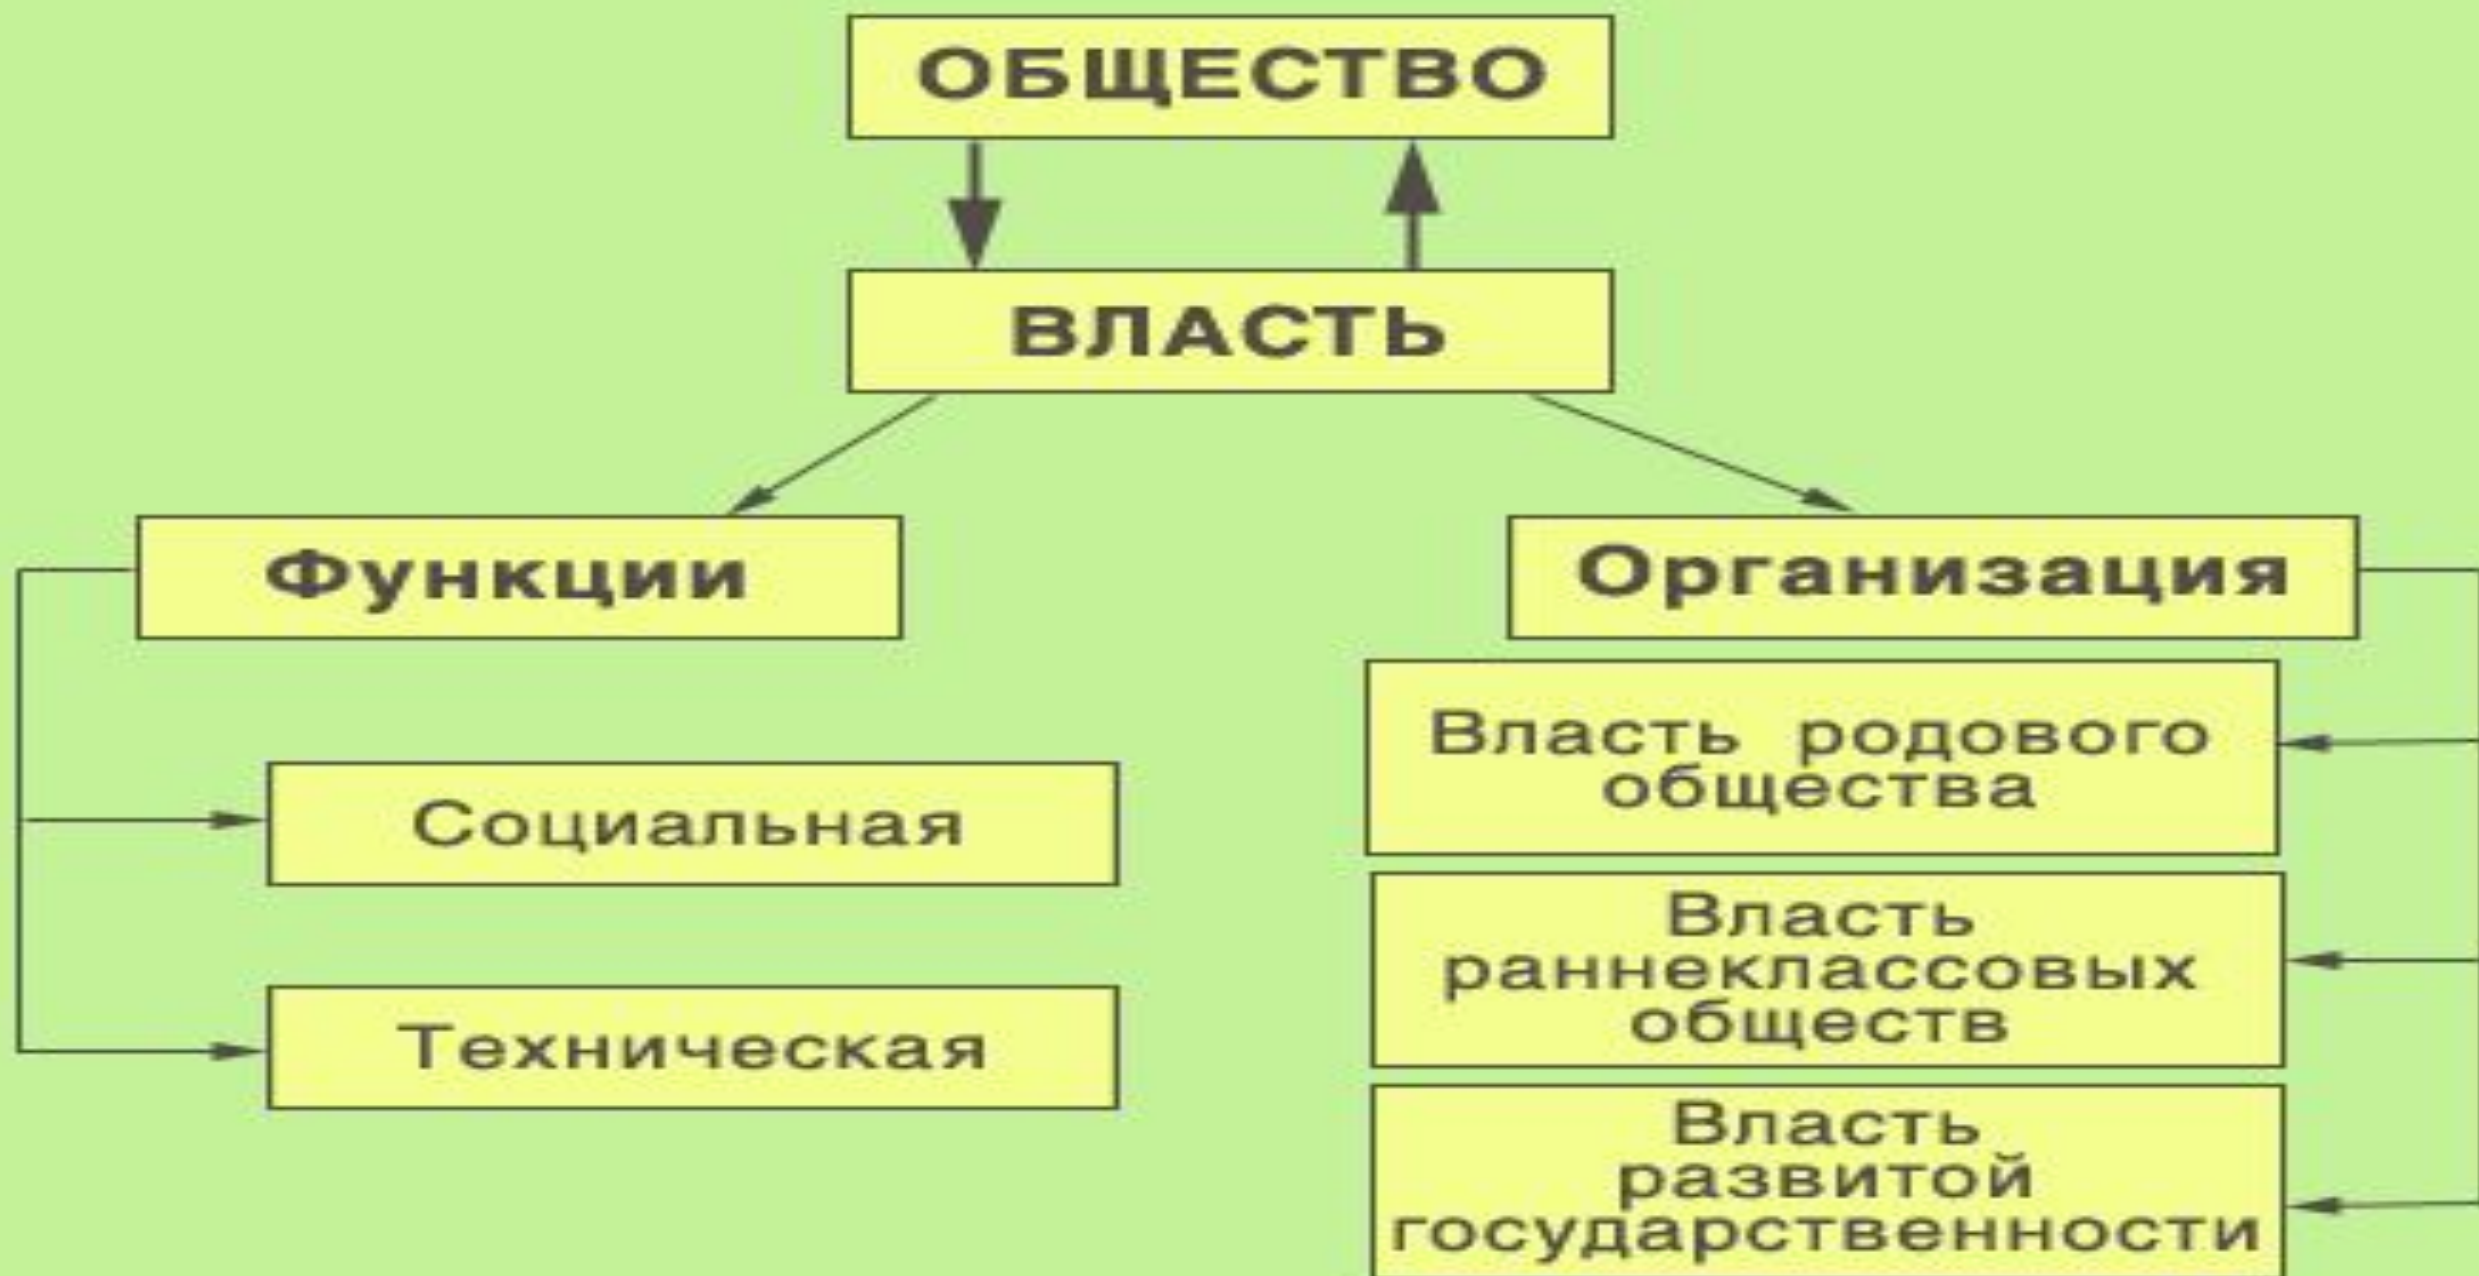 ОБЩЕСТВО
ВЛАСТЬ
Функции
Социальная
Техническая
Организация
Власть родового
общества
Власть
раннеклассовых
обществ
Власть
развитой
государственности